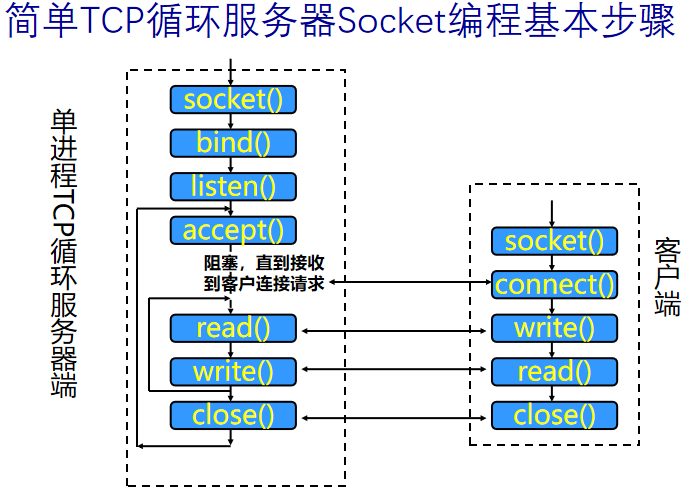 简单TCP循环服务器Socket编程基本步骤
单进程TCP循环服务器端
socket()
bind()
listen()
accept()
阻塞，直到接收
到客户连接请求
read()
write()
close()
socket()
connect()
write()
read()
close()
客户端